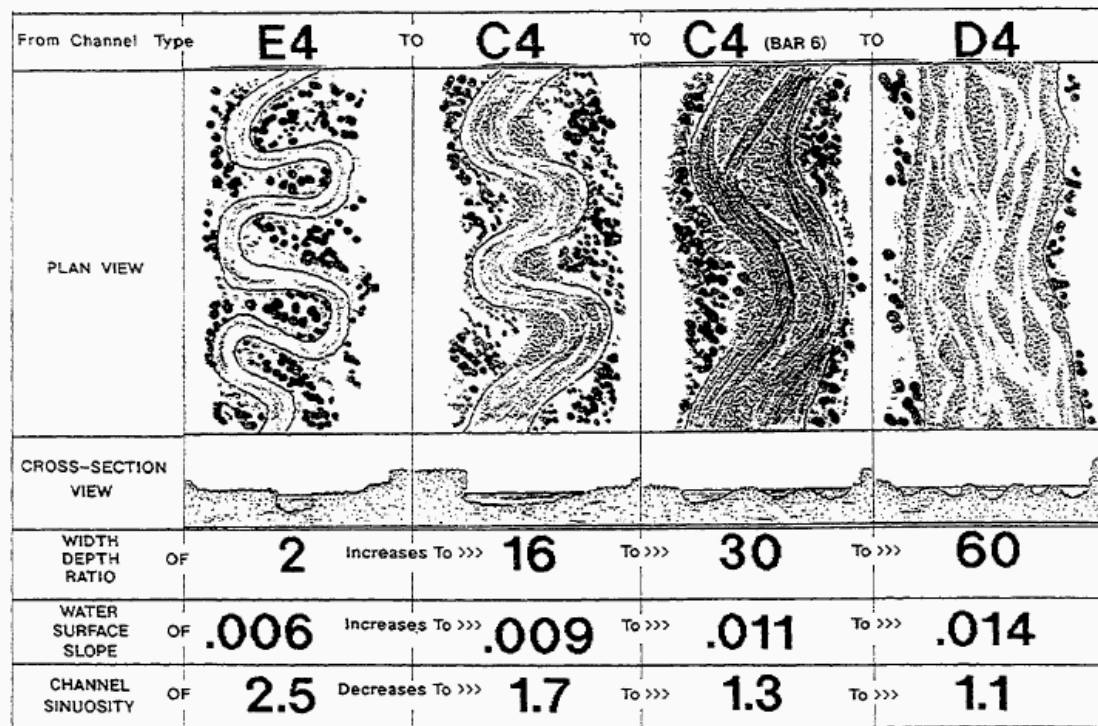 From Channel Type E4 TO C4 TO C4 (BAR 6) TO D4
PLAN VIEW
CROSS-SECTION
VIEW
WIDTH
DEPTH
RATIO
OF 2 Increases To >>> 16 To >>> 30 To >>> 60
WATER
SURFACE
SLOPE
OF .006 Increases To >>> .009 To >>> .011 To >>> .014
CHANNEL
SINUOSITY
OF 2.5 Decreases To >>> 1.7 To >>> 1.3 To >>> 1.1